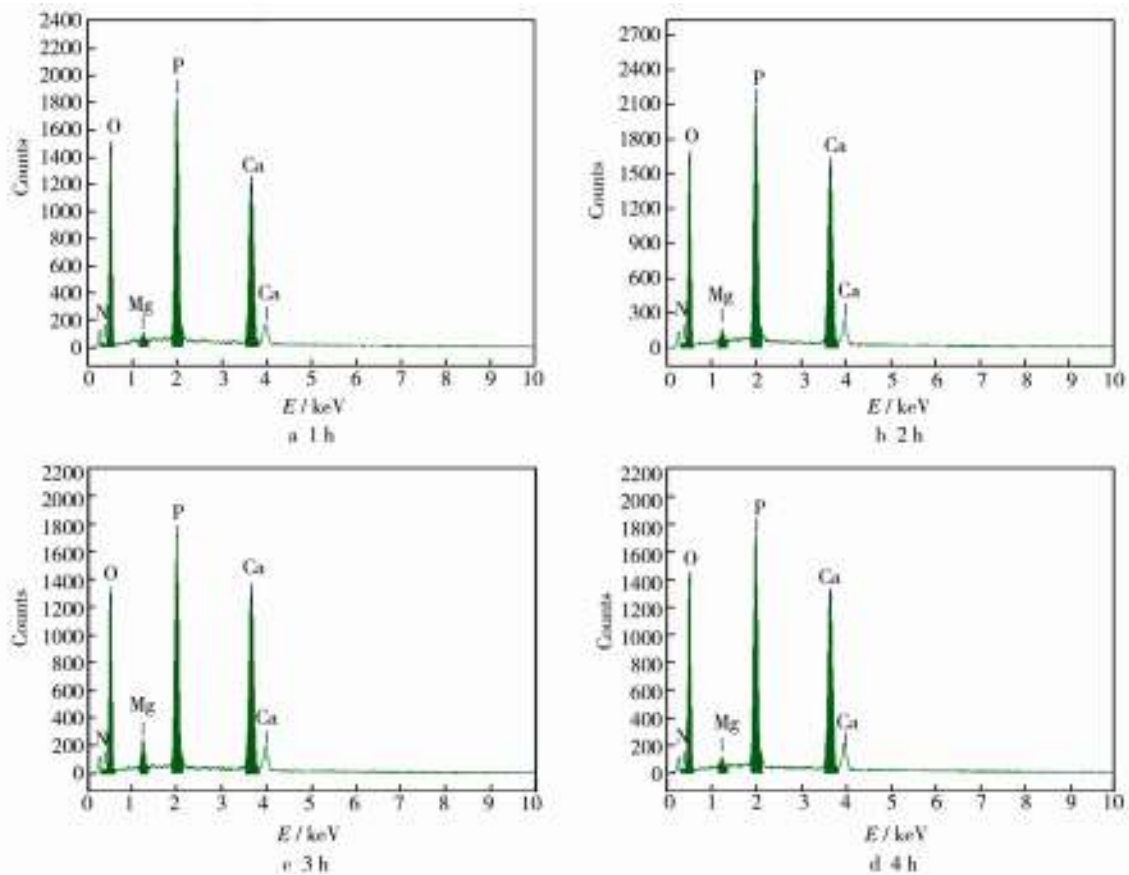 2400
2200
2000
1800
1600
1400
1200
1000
800
600
400
200
0
Counts
O
P
Ca
Ca
N
Mg
0 1 2 3 4 5 6 7 8 9 10
E / keV
a 1 h
2700
2400
2100
1800
1500
1200
900
600
300
0
Counts
O
P
Ca
Ca
N
Mg
0 1 2 3 4 5 6 7 8 9 10
E / keV
b 2 h
2200
2000
1800
1600
1400
1200
1000
800
600
400
200
0
Counts
O
P
Ca
Ca
N
Mg
0 1 2 3 4 5 6 7 8 9 10
E / keV
c 3 h
2200
2000
1800
1600
1400
1200
1000
800
600
400
200
0
Counts
O
P
Ca
Ca
N
Mg
0 1 2 3 4 5 6 7 8 9 10
E / keV
d 4 h